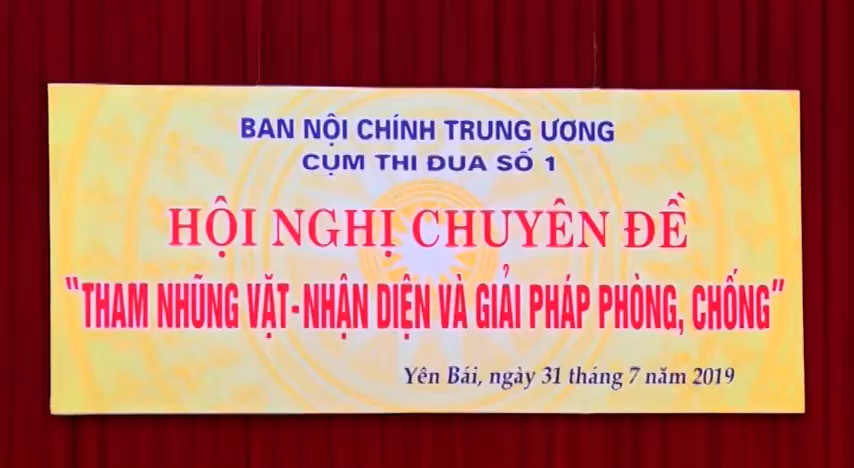 BAN NỘI CHÍNH TRUNG ƯƠNG
CỤM THI ĐUA SỐ 1
HỘI NGHỊ CHUYÊN ĐỀ
"THAM NHŨNG VẶT-NHẬN DIỆN VÀ GIẢI PHÁP PHÒNG, CHỐNG"
Yên Bái, ngày 31 tháng 7 năm 2019